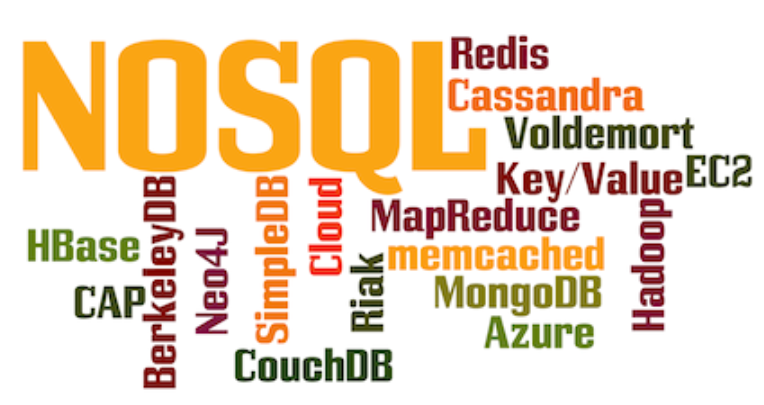 NOSQL
Redis
Cassandra
Voldemort
Key/Value
EC2
MapReduce
HBase
BerkeleyDB
Neo4J
SimpleDB
Cloud
Riak
memcached
Hadoop
CAP
MongoDB
Azure
CouchDB